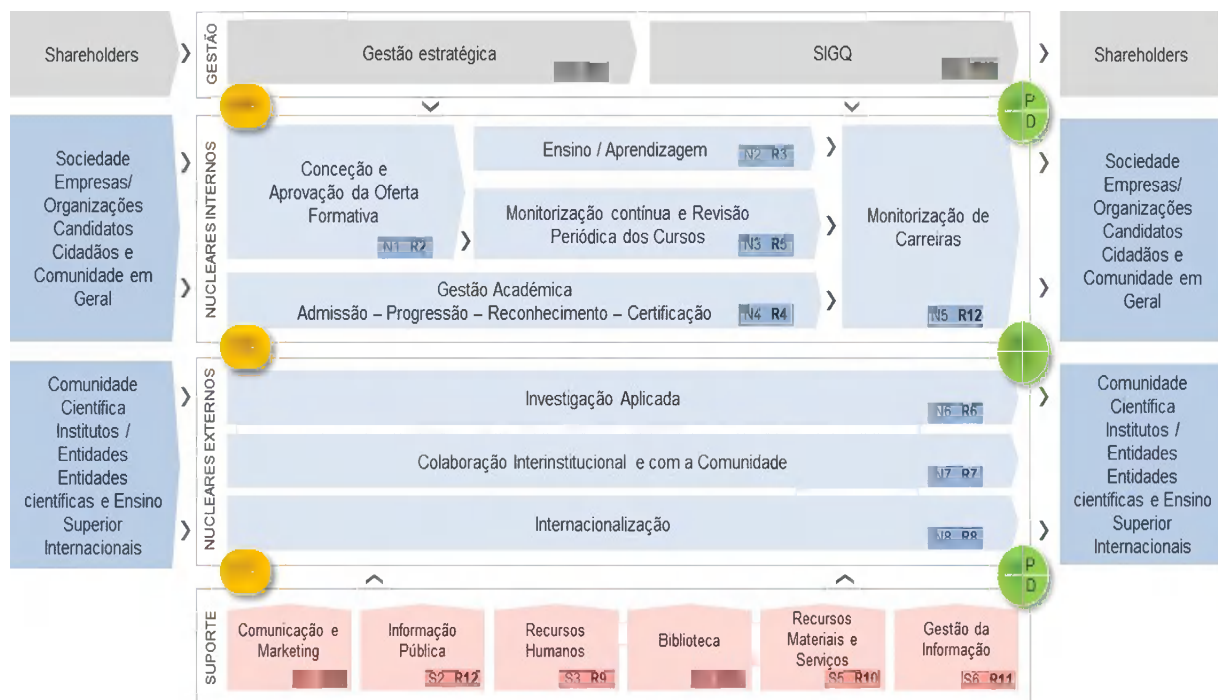 Shareholders
GESTÃO
Gestão estratégica
SIGQ
Shareholders
Sociedade
Empresas/
Organizações
Candidatos
Cidadãos e
Comunidade em
Geral
NUCLEARES INTERNOS
Conceção e
Aprovação da Oferta
Formativa
N1 R2
Ensino / Aprendizagem
N2 R3
Monitorização contínua e Revisão
Periódica dos Cursos
N3 R5
Gestão Académica
Admissão – Progressão – Reconhecimento – Certificação
N4 R4
Monitorização de
Carreiras
N5 R12
P
D
Sociedade
Empresas/
Organizações
Candidatos
Cidadãos e
Comunidade em
Geral
Comunidade
Científica
Institutos /
Entidades
Entidades
científicas e Ensino
Superior
Internacionais
NUCLEARES EXTERNOS
Investigação Aplicada
N6 R6
Colaboração Interinstitucional e com a Comunidade
N7 R7
Internacionalização
N8 R8
P
D
Comunidade
Científica
Institutos /
Entidades
Entidades
científicas e Ensino
Superior
Internacionais
SUPORTE
Comunicação e
Marketing
Informação
Pública
S2 R12
Recursos
Humanos
S3 R9
Biblioteca
Recursos
Materiais e
Serviços
S5 R10
Gestão da
Informação
S6 R11